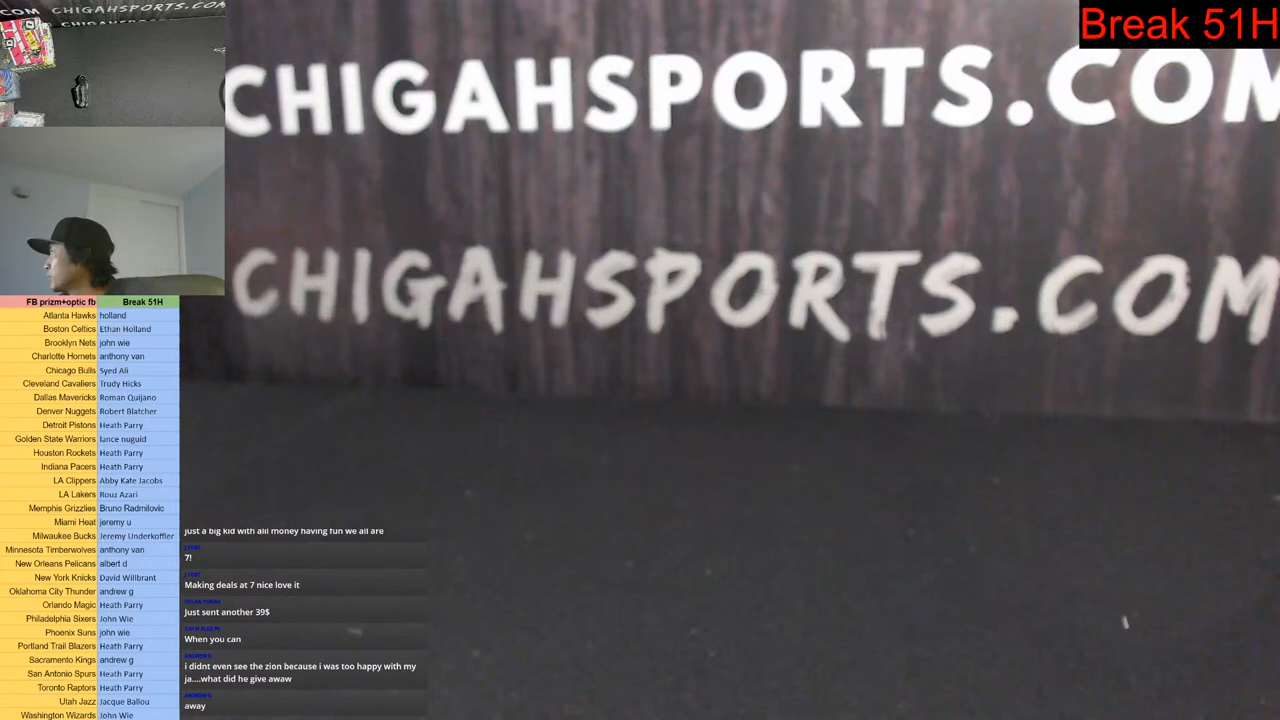 COM CHIGAHSPORTS.COM
CHIGAHSPORTS.COM
Break 51H
CHIGAHSPORTS.COM
CHIGAHSPORTS.COM
FB prizm+optic fb Break 51H
Atlanta Hawks holland
Boston Celtics Ethan Holland
Brooklyn Nets john wie
Charlotte Hornets anthony van
Chicago Bulls Syed Ali
Cleveland Cavaliers Trudy Hicks
Dallas Mavericks Roman Quijano
Denver Nuggets Robert Blatcher
Detroit Pistons Heath Parry
Golden State Warriors lance nuguid
Houston Rockets Heath Parry
Indiana Pacers Heath Parry
LA Clippers Abby Kate Jacobs
LA Lakers Rouz Azari
Memphis Grizzlies Bruno Radmilovic
Miami Heat jeremy u
Milwaukee Bucks Jeremy Underkoffler
Minnesota Timberwolves anthony van
New Orleans Pelicans albert d
New York Knicks David Willbrant
Oklahoma City Thunder andrew g
Orlando Magic Heath Parry
Philadelphia Sixers John Wie
Phoenix Suns john wie
Portland Trail Blazers Heath Parry
Sacramento Kings andrew g
San Antonio Spurs Heath Parry
Toronto Raptors Heath Parry
Utah Jazz Jacque Ballou
Washington Wizards John Wie
just a big kid with alil money having fun we all are
7!
Making deals at 7 nice love it
Just sent another 39$
When you can
ANDREW G
i didnt even see the zion because i was too happy with my
ja....what did he give awaw
ANDREW G
away